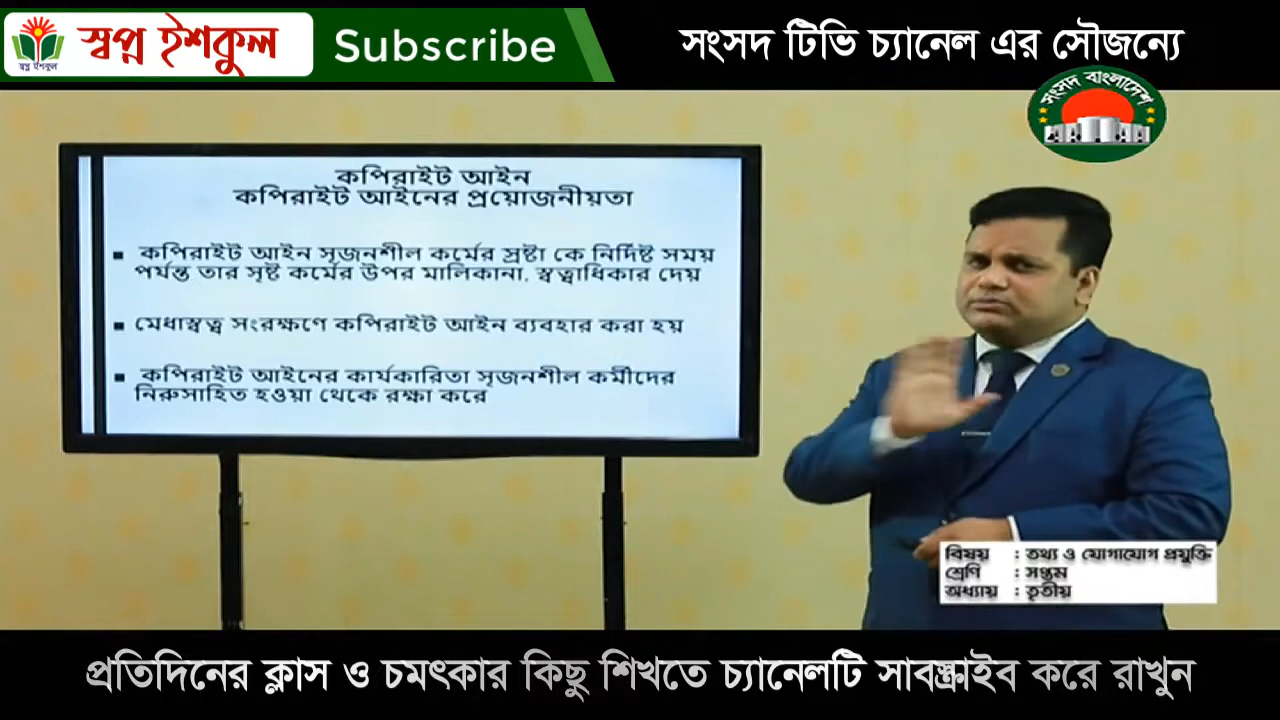 স্বপ্ন ইশকুল
স্বপ্ন ইশকুল
Subscribe
সংসদ টিভি চ্যানেল এর সৌজন্যে
সংসদ বাংলাদেশ
কপিরাইট আইন
কপিরাইট আইনের প্রয়োজনীয়তা
▪ কপিরাইট আইন সৃজনশীল কর্মের স্রষ্টা কে নির্দিষ্ট সময়
পর্যন্ত তার সৃষ্ট কর্মের উপর মালিকানা, স্বত্বাধিকার দেয়
▪ মেধাস্বত্ব সংরক্ষণে কপিরাইট আইন ব্যবহার করা হয়
▪ কপিরাইট আইনের কার্যকারিতা সৃজনশীল কর্মীদের
নিরুসাহিত হওয়া থেকে রক্ষা করে
বিষয় : তথ্য ও যোগাযোগ প্রযুক্তি
শ্রেণি : সপ্তম
অধ্যায় : তৃতীয়
প্রতিদিনের ক্লাস ও চমৎকার কিছু শিখতে চ্যানেলটি সাবস্ক্রাইব করে রাখুন